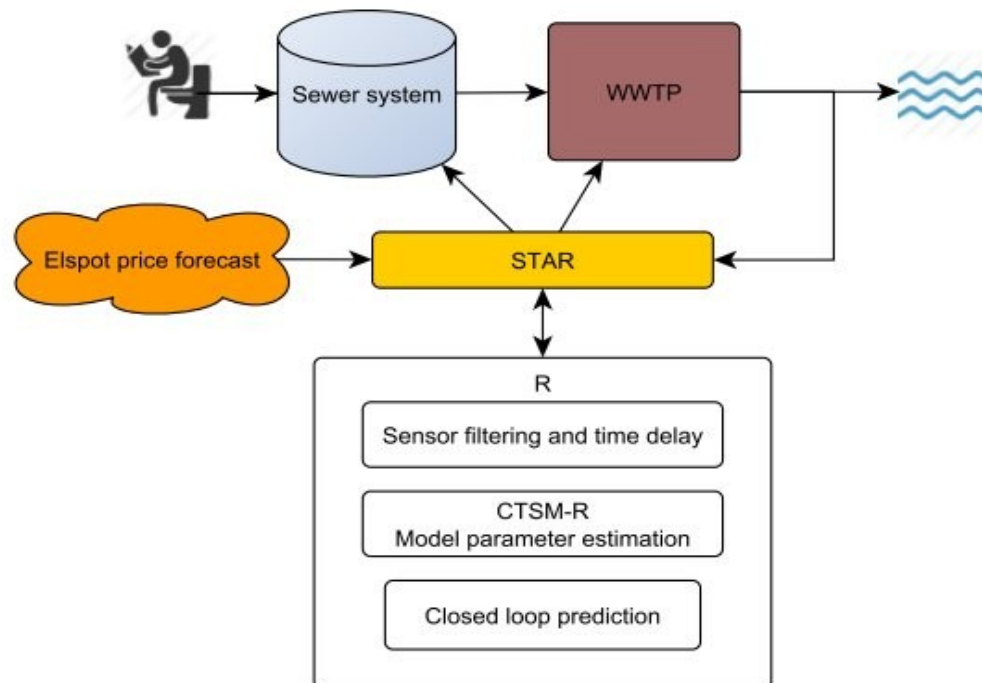 Sewer system
WWTP
Elspot price forecast
STAR
R
Sensor filtering and time delay
CTSM-R
Model parameter estimation
Closed loop prediction